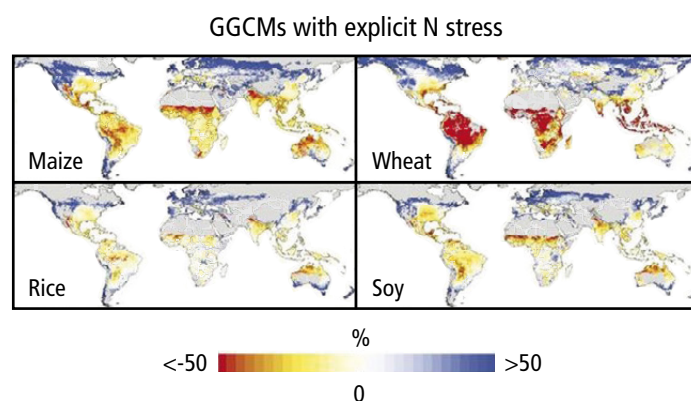 GGCMs with explicit N stress
Maize
Wheat
Rice
Soy
%
<-50 >50
0